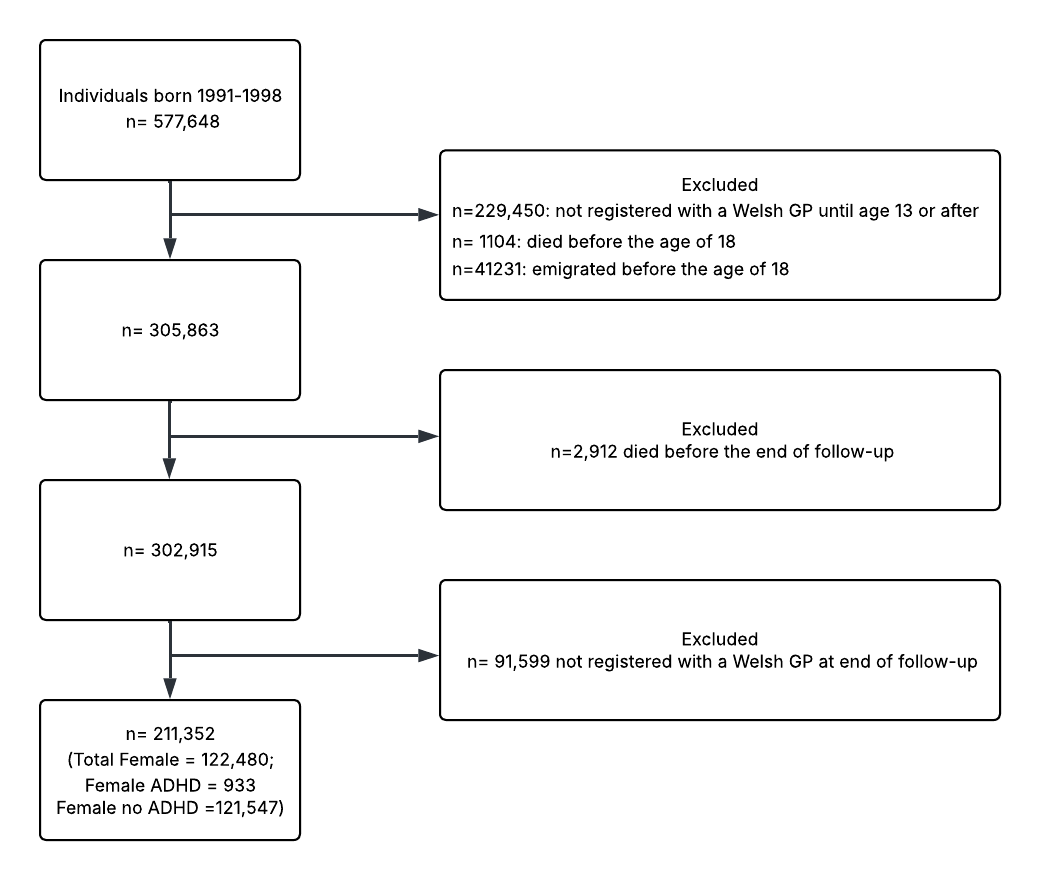 Individuals born 1991-1998
n= 577,648
Excluded
n=229,450: not registered with a Welsh GP until age 13 or after
n= 1104: died before the age of 18
n=41231: emigrated before the age of 18
n= 305,863
Excluded
n=2,912 died before the end of follow-up
n= 302,915
Excluded
n= 91,599 not registered with a Welsh GP at end of follow-up
n= 211,352
(Total Female = 122,480;
Female ADHD = 933
Female no ADHD =121,547)